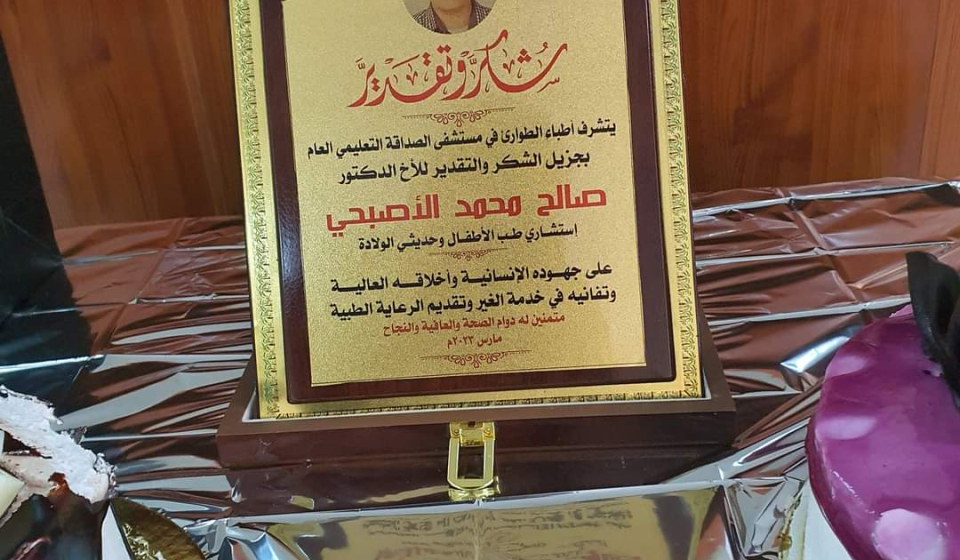 شكر وتقدير
يتشرف أطباء الطوارئ في مستشفى الصداقة التعليمي العام
بجزيل الشكر والتقدير للأخ الدكتور
صالح محمد الأصبحي
إستشاري طب الأطفال وحديثي الولادة
على جهوده الإنسانية وأخلاقه العالية
وتفانيه في خدمة الغير وتقديم الرعاية الطبية
متمنين له دوام الصحة والعافية والنجاح
مارس ٢٠٢٣م